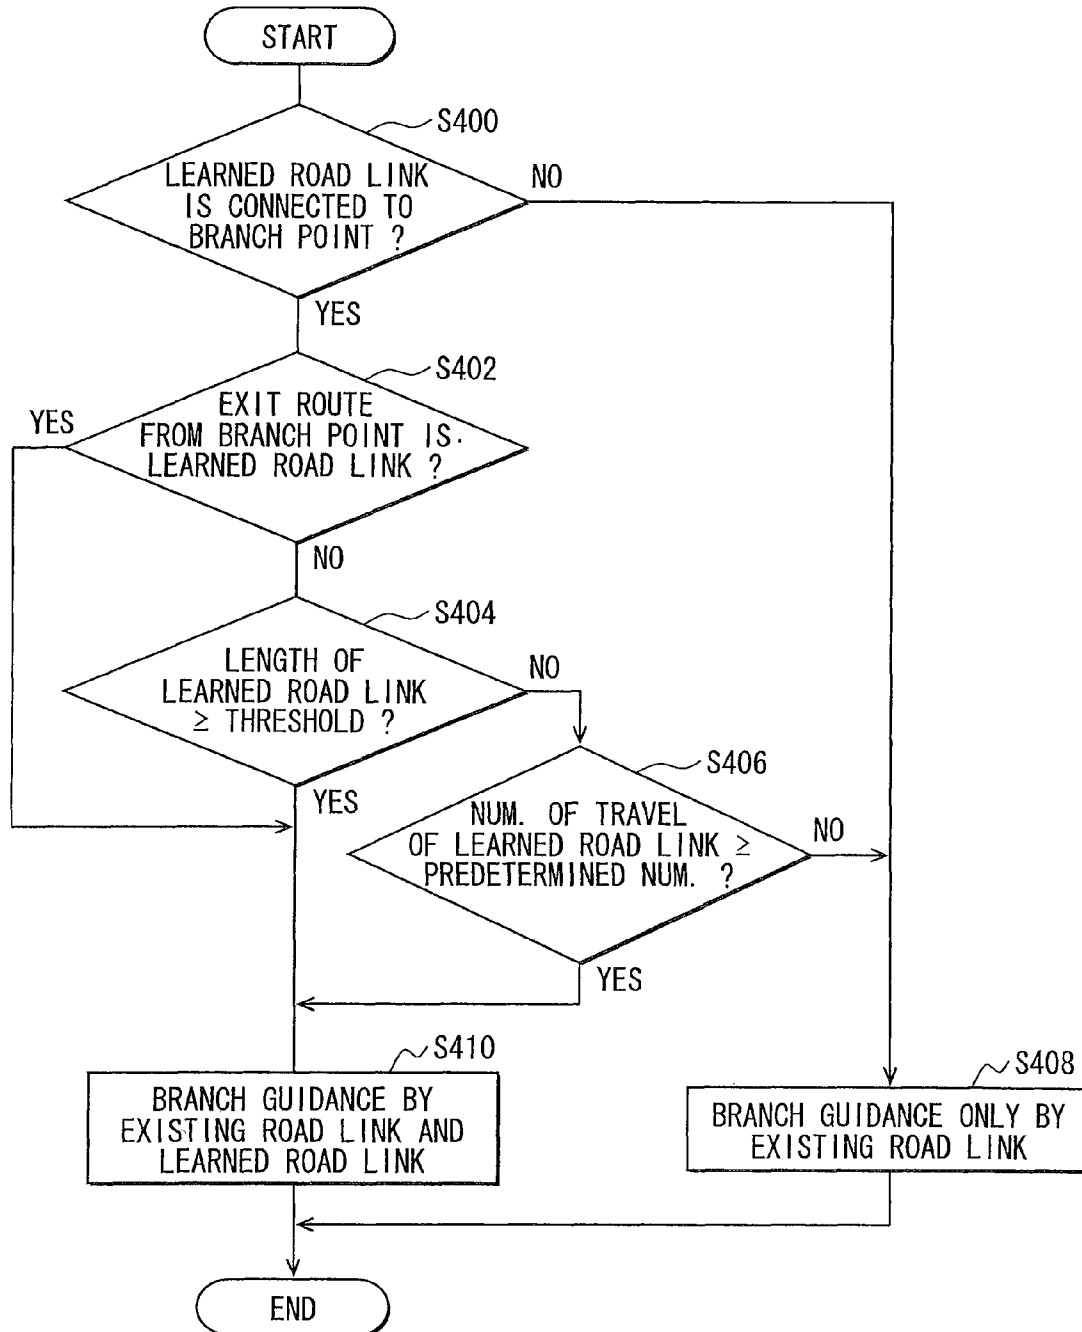 START
S400
LEARNED ROAD LINK
IS CONNECTED TO
BRANCH POINT ?
NO
YES
S402
EXIT ROUTE
FROM BRANCH POINT IS
LEARNED ROAD LINK ?
YES
NO
S404
LENGTH OF
LEARNED ROAD LINK
≥ THRESHOLD ?
NO
YES
S406
NUM. OF TRAVEL
OF LEARNED ROAD LINK ≥
PREDETERMINED NUM. ?
NO
YES
S410
BRANCH GUIDANCE BY
EXISTING ROAD LINK AND
LEARNED ROAD LINK
S408
BRANCH GUIDANCE ONLY BY
EXISTING ROAD LINK
END